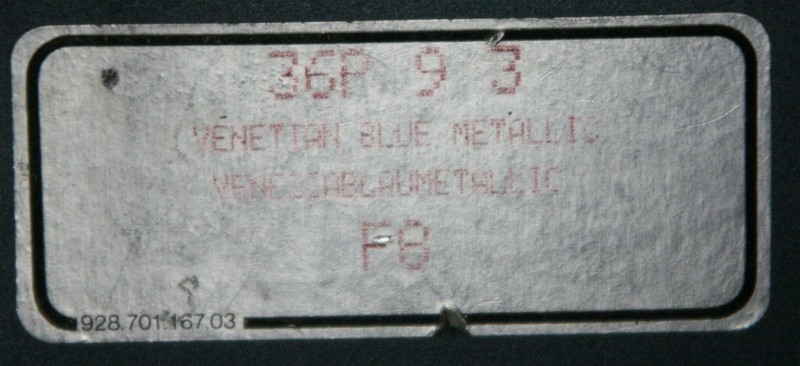 36P 9 3
VENETIAN BLUE METALLIC
VENEZIABLAUMETALLIC
F8
928.701.167.03